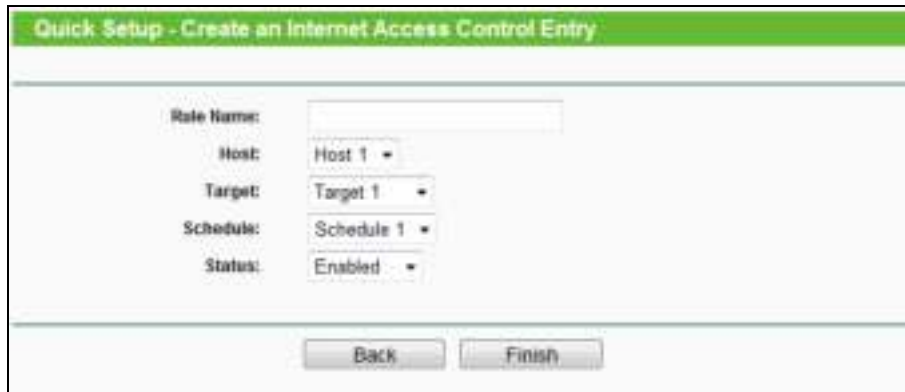 Quick Setup - Create an Internet Access Control Entry
Rule Name:
Host: Host 1
Target: Target 1
Schedule: Schedule 1
Status: Enabled
Back Finish